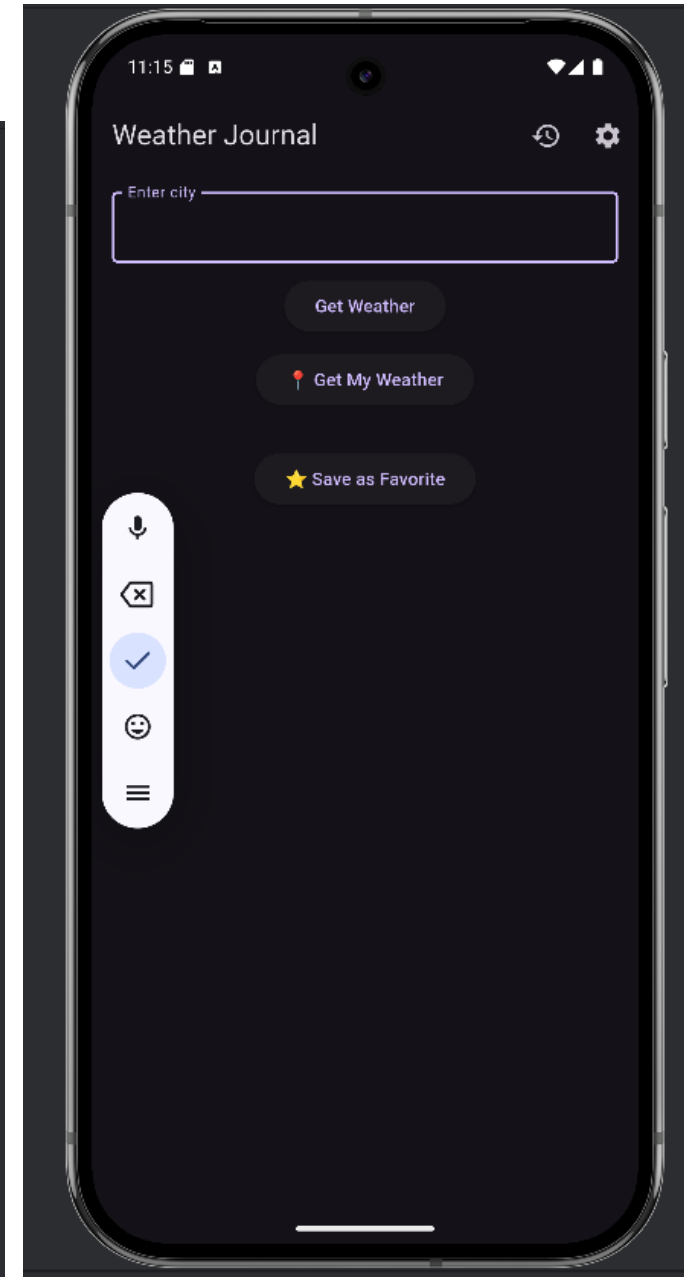 11:15
Weather Journal
Enter city
Get Weather
📍 Get My Weather
⭐ Save as Favorite